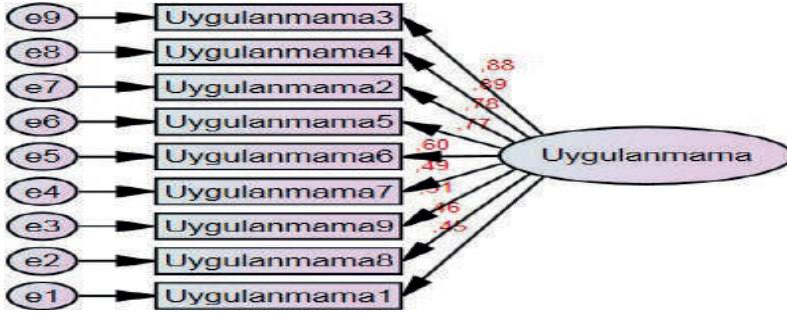 e9 Uygulanmama3
,88
e8 Uygulanmama4
,89
e7 Uygulanmama2
,78
e6 Uygulanmama5
,77
e5 Uygulanmama6
,60
Uygulanmama
e4 Uygulanmama7
,49
e3 Uygulanmama9
e2 Uygulanmama8
,46
e1 Uygulanmama1
,45